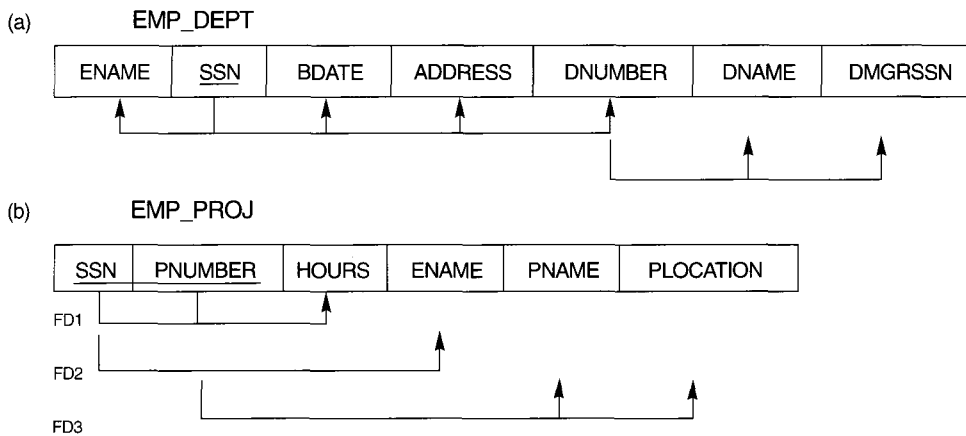 (a) EMP_DEPT
ENAME SSN BDATE ADDRESS DNUMBER DNAME DMGRSSN
(b) EMP_PROJ
SSN PNUMBER HOURS ENAME PNAME PLOCATION
FD1
FD2
FD3